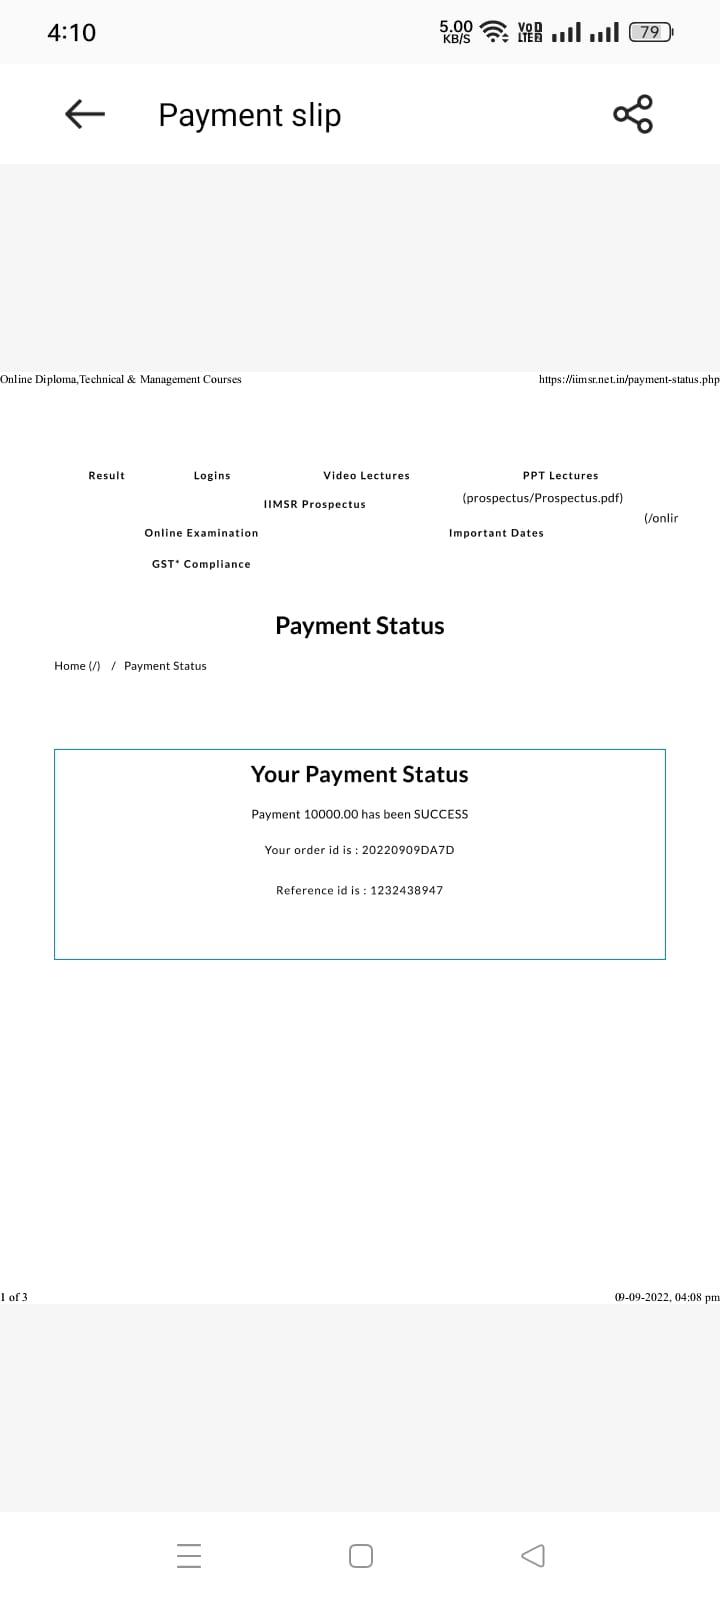 4:10
5.00 KB/S VoD LTE2 79
Payment slip
Online Diploma,Technical & Management Courses https://iimsr.net.in/payment-status.php
Result Logins Video Lectures PPT Lectures
IIMSR Prospectus (prospectus/Prospectus.pdf)
(/onlir
Online Examination Important Dates
GST* Compliance
Payment Status
Home (/) / Payment Status
Your Payment Status
Payment 10000.00 has been SUCCESS
Your order id is : 20220909DA7D
Reference id is : 1232438947
1 of 3 09-09-2022, 04:08 pm